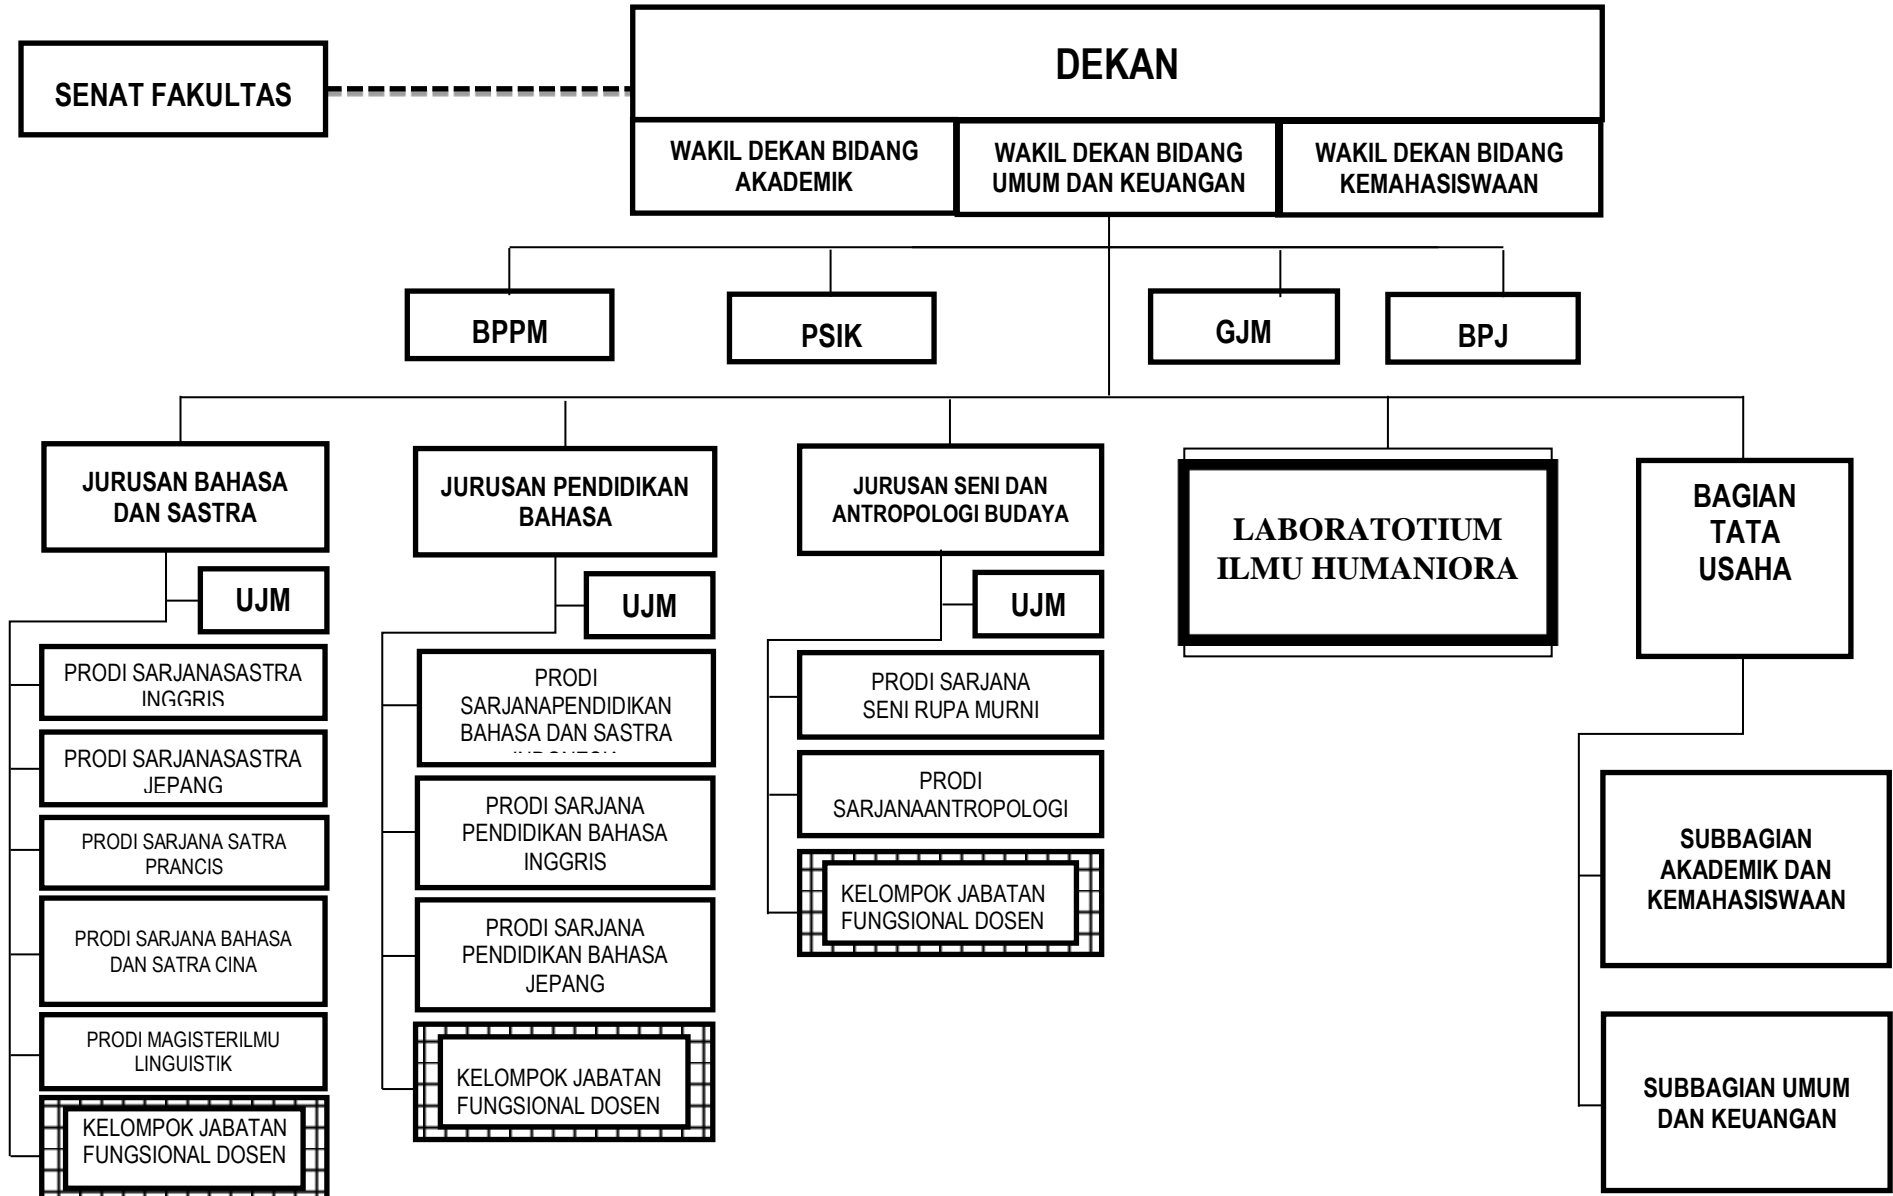 SENAT FAKULTAS
DEKAN
WAKIL DEKAN BIDANG
AKADEMIK
WAKIL DEKAN BIDANG
UMUM DAN KEUANGAN
WAKIL DEKAN BIDANG
KEMAHASISWAAN
BPPM
PSIK
GJM
BPJ
JURUSAN BAHASA
DAN SASTRA
UJM
PRODI SARJANASASTRA
INGGRIS
PRODI SARJANASASTRA
JEPANG
PRODI SARJANA SATRA
PRANCIS
PRODI SARJANA BAHASA
DAN SATRA CINA
PRODI MAGISTERILMU
LINGUISTIK
KELOMPOK JABATAN
FUNGSIONAL DOSEN
JURUSAN PENDIDIKAN
BAHASA
UJM
PRODI
SARJANAPENDIDIKAN
BAHASA DAN SASTRA
INDONESIA
PRODI SARJANA
PENDIDIKAN BAHASA
INGGRIS
PRODI SARJANA
PENDIDIKAN BAHASA
JEPANG
KELOMPOK JABATAN
FUNGSIONAL DOSEN
JURUSAN SENI DAN
ANTROPOLOGI BUDAYA
UJM
PRODI SARJANA
SENI RUPA MURNI
PRODI
SARJANAANTROPOLOGI
KELOMPOK JABATAN
FUNGSIONAL DOSEN
LABORATOTIUM
ILMU HUMANIORA
BAGIAN
TATA
USAHA
SUBBAGIAN
AKADEMIK DAN
KEMAHASISWAAN
SUBBAGIAN UMUM
DAN KEUANGAN